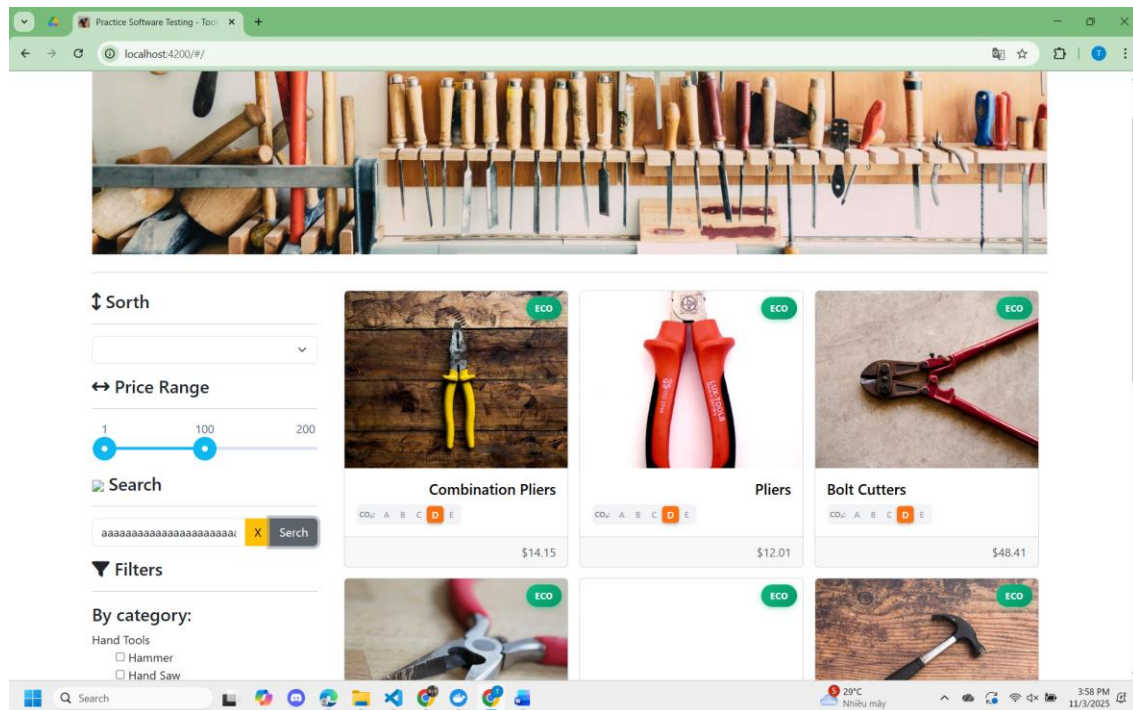 Practice Software Testing - Tool
localhost:4200/#/
Sorth
Price Range
1 100 200
Search
X Serch
Filters
By category:
Hand Tools
Hammer
Hand Saw
ECO
Combination Pliers
CO₂: A B C D E
$14.15
ECO
Pliers
CO₂: A B C D E
$12.01
ECO
Bolt Cutters
CO₂: A B C D E
$48.41
ECO
ECO
ECO
Search
5
29°C
Nhiều mây
3:58 PM
11/3/2025
T